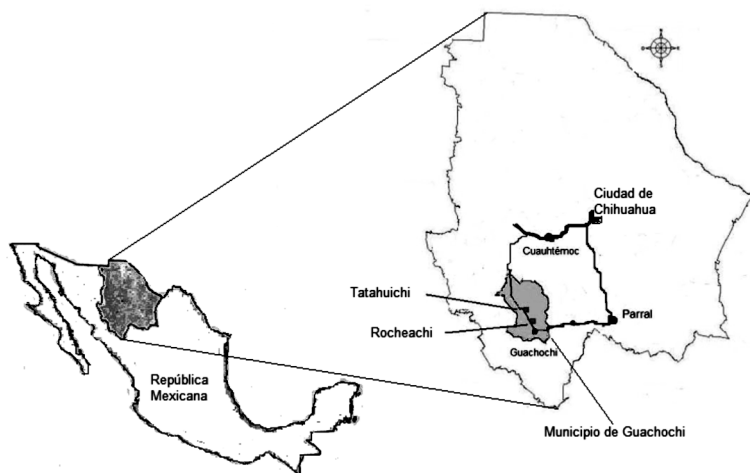 Ciudad de
Chihuahua
Cuauhtémoc
Tatahuichi
Rocheachi
Parral
Guachochi
República
Mexicana
Municipio de Guachochi